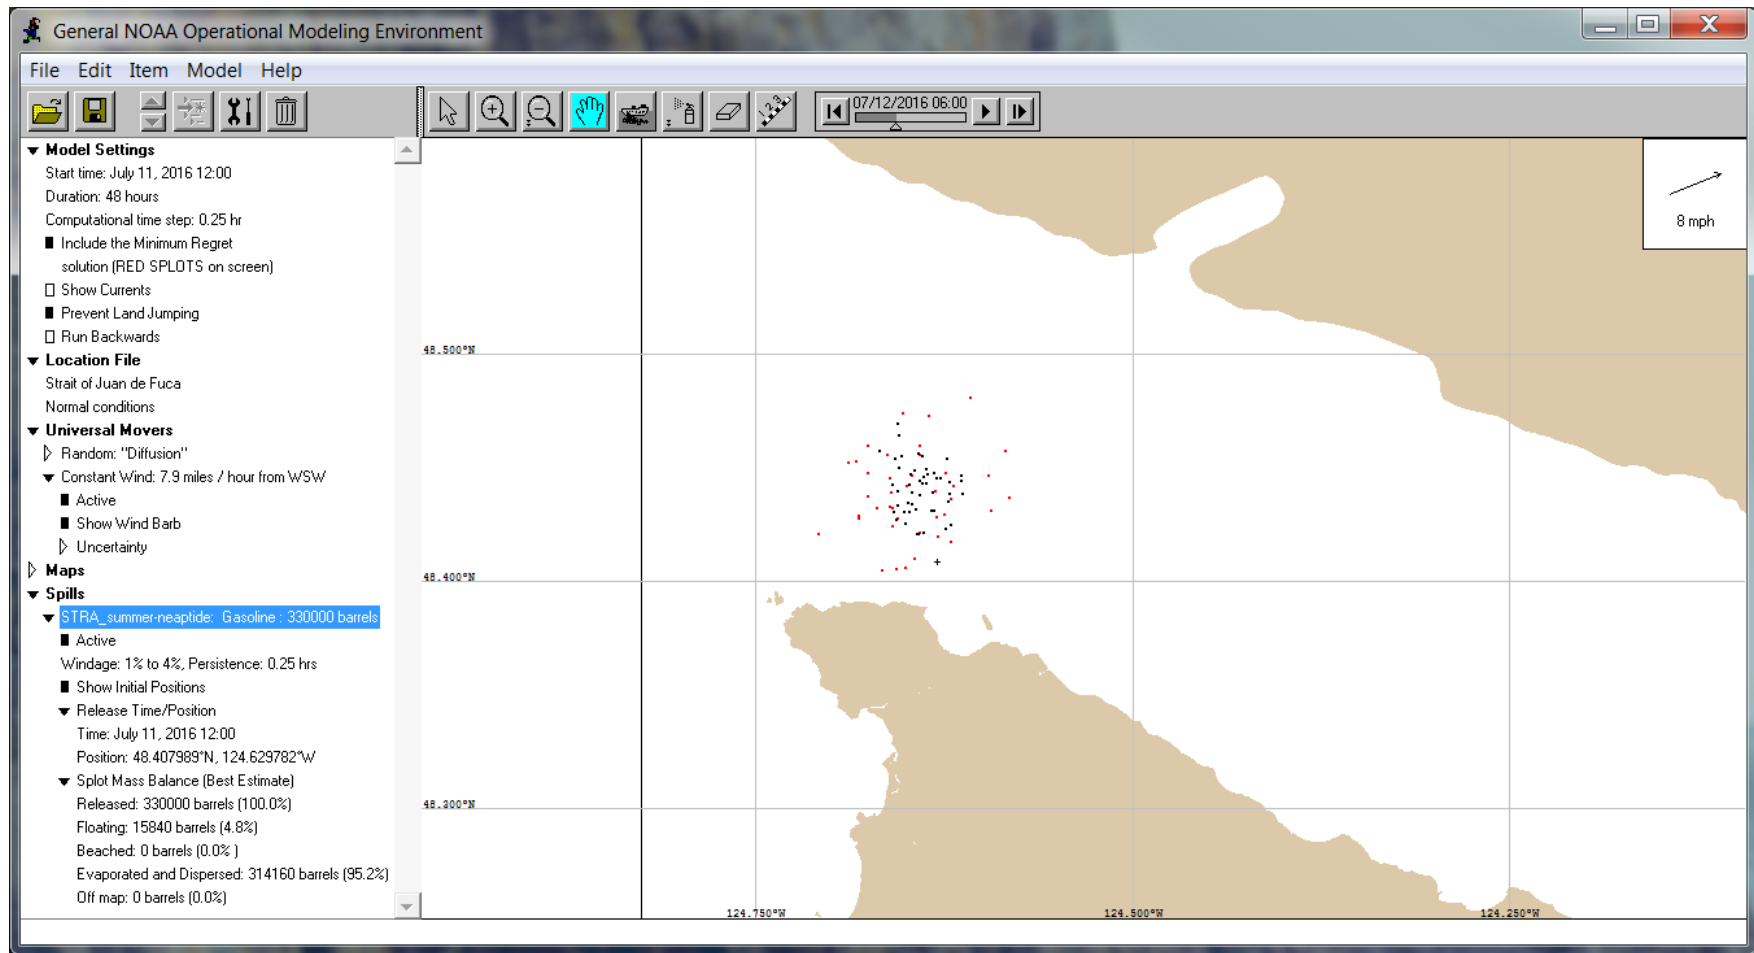 General NOAA Operational Modeling Environment
File Edit Item Model Help
07/12/2016 06:00
Model Settings
Start time: July 11, 2016 12:00
Duration: 48 hours
Computational time step: 0.25 hr
Include the Minimum Regret
solution (RED SPLOTS on screen)
Show Currents
Prevent Land Jumping
Run Backwards
Location File
Strait of Juan de Fuca
Normal conditions
Universal Movers
Random: "Diffusion"
Constant Wind: 7.9 miles / hour from WSW
Active
Show Wind Barb
Uncertainty
Maps
Spills
STRA_summer-neaptide: Gasoline : 330000 barrels
Active
Windage: 1% to 4%, Persistence: 0.25 hrs
Show Initial Positions
Release Time/Position
Time: July 11, 2016 12:00
Position: 48.407989°N, 124.629782°W
Splot Mass Balance (Best Estimate)
Released: 330000 barrels (100.0%)
Floating: 15840 barrels (4.8%)
Beached: 0 barrels (0.0% )
Evaporated and Dispersed: 314160 barrels (95.2%)
Off map: 0 barrels (0.0%)
8 mph
48.500°N
48.400°N
48.300°N
124.750°W
124.500°W
124.250°W